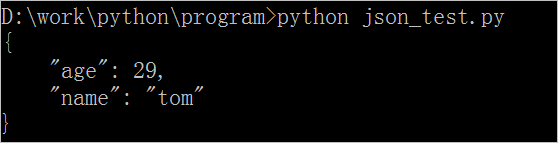 D:\work\python\program>python json_test.py
{
    "age": 29,
    "name": "tom"
}